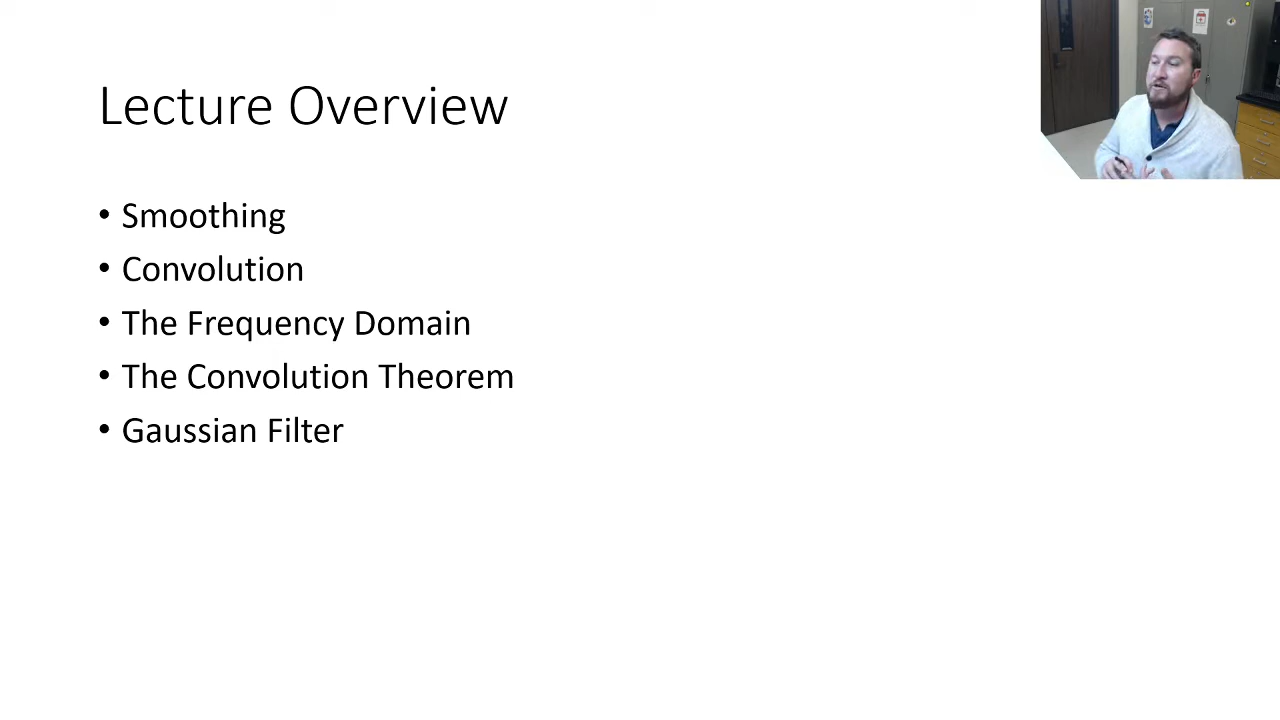 Lecture Overview
• Smoothing
• Convolution
• The Frequency Domain
• The Convolution Theorem
• Gaussian Filter